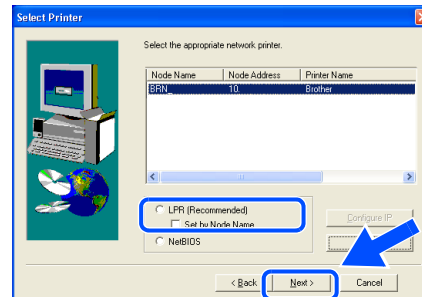 Select Printer
Select the appropriate network printer.
Node Name Node Address Printer Name
BRN_ 10. Brother
LPR (Recommended)
Set by Node Name
Configure IP
NetBIOS
< Back Next > Cancel